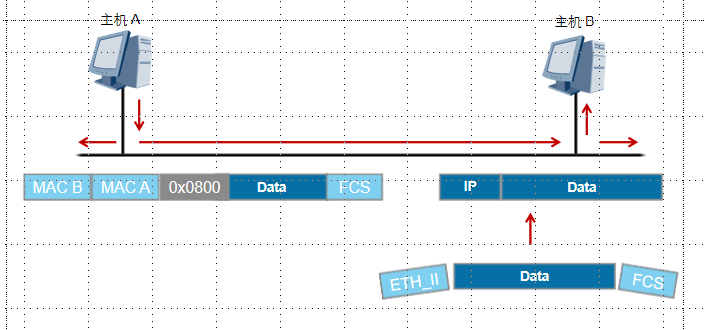 主机 A
主机 B
MAC B MAC A 0x0800 Data FCS
IP Data
ETH_II Data FCS